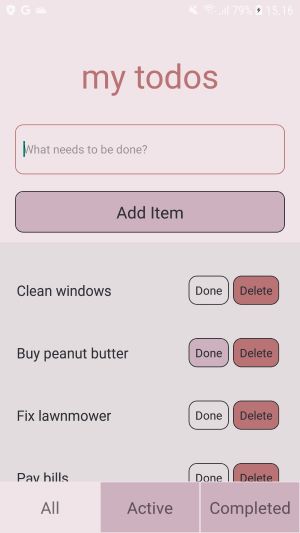 G 79% 15.16
my todos
What needs to be done?
Add Item
Clean windows Done Delete
Buy peanut butter Done Delete
Fix lawnmower Done Delete
Pay bills Done Delete
All Active Completed